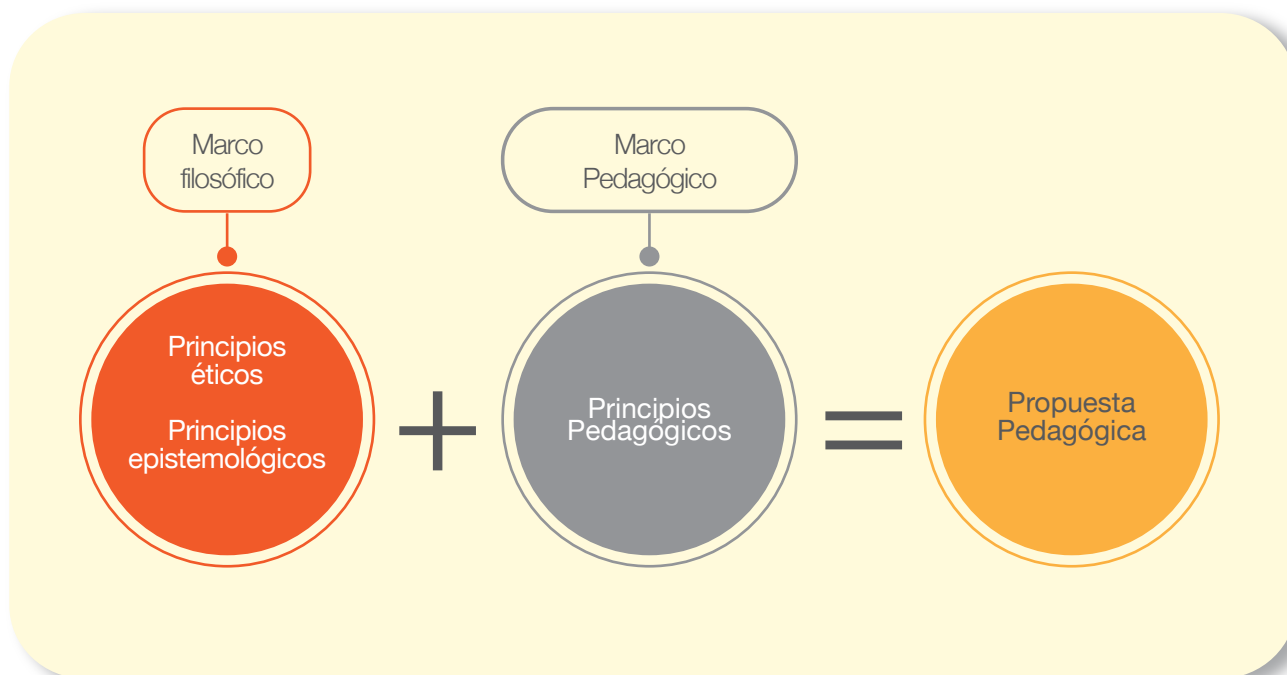 Marco
filosófico
Marco
Pedagógico
Principios
éticos
Principios
epistemológicos
+
Principios
Pedagógicos
=
Propuesta
Pedagógica